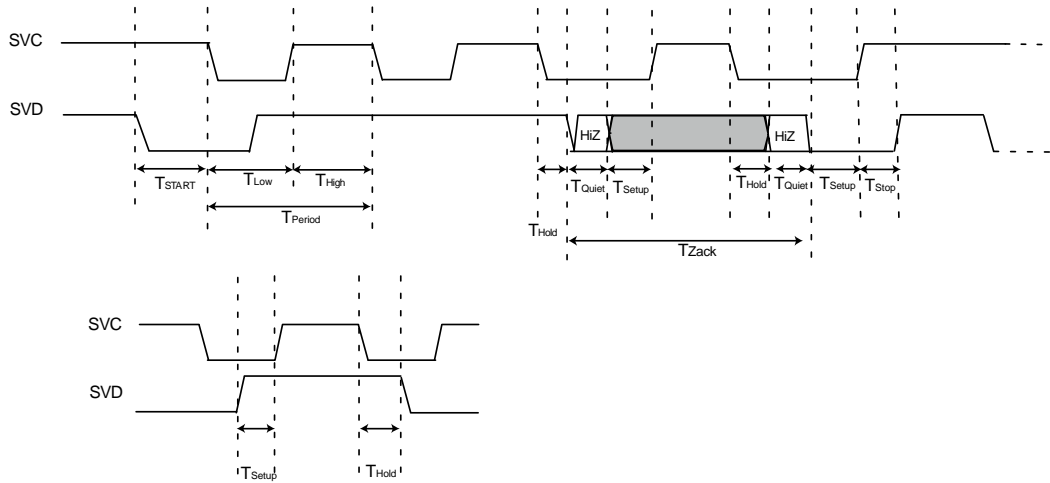 SVC
SVD
HiZ
HiZ
TSTART
TLow
THigh
TQuiet
TSetup
THold
TQuiet
TSetup
TStop
TPeriod
THold
TZack
SVC
SVD
TSetup
THold